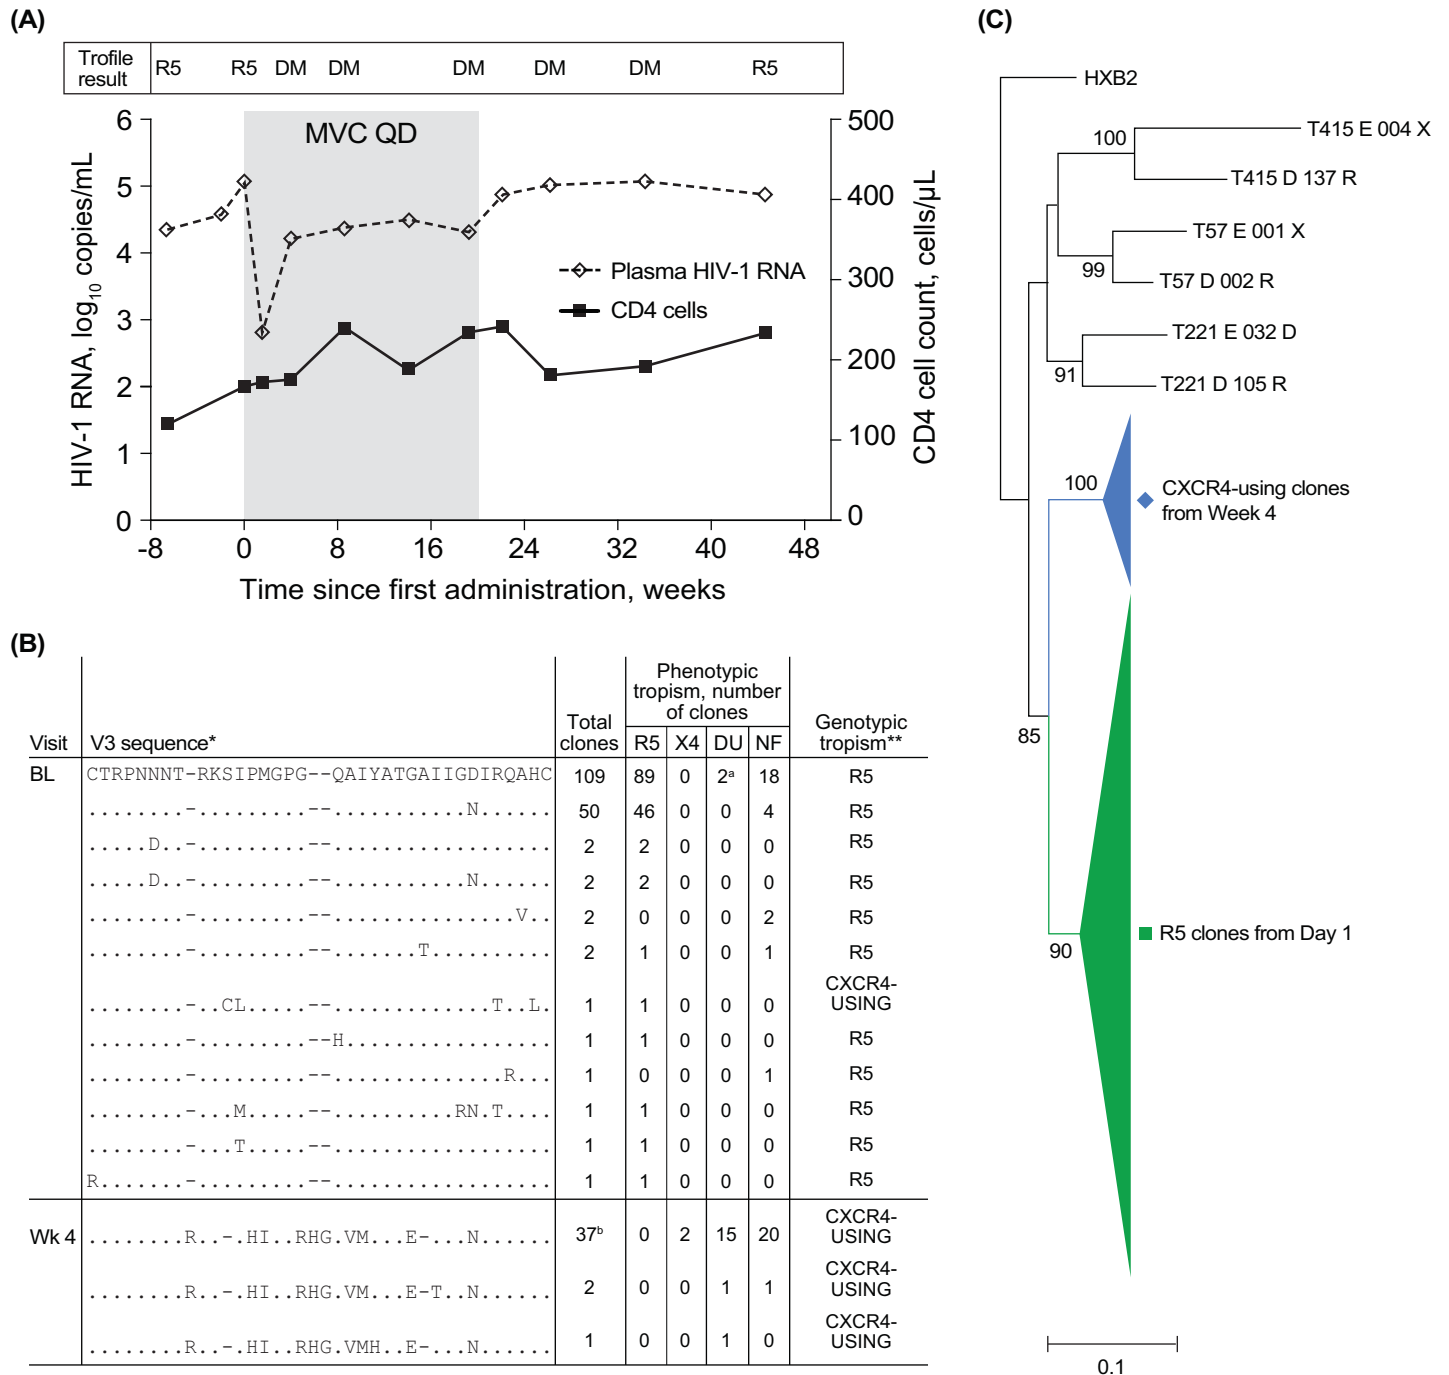 (A)
Trofile result
R5 R5 DM DM DM DM DM R5
MVC QD
6
5
4
3
2
1
0
HIV-1 RNA, log10 copies/mL
500
400
300
200
100
0
CD4 cell count, cells/µL
Plasma HIV-1 RNA
CD4 cells
-8 0 8 16 24 32 40 48
Time since first administration, weeks
(B)
Phenotypic tropism, number of clones
Visit V3 sequence* Total clones R5 X4 DU NF Genotypic tropism**
BL CTRPNNNT-RKSIPMGPG--QAIYATGAIIGDIRQAHC 109 89 0 2a 18 R5
........-.........--...........N...... 50 46 0 0 4 R5
.....D..-.........--.................. 2 2 0 0 0 R5
.....D..-.........--...........N...... 2 2 0 0 0 R5
........-.........--...............V.. 2 0 0 0 2 R5
........-.........--.......T.......... 2 1 0 0 1 R5
........-..CL.....--.............T..L. 1 1 0 0 0 CXCR4-USING
........-.........--H................. 1 1 0 0 0 R5
........-.........--..............R... 1 0 0 0 1 R5
........-...M.....--..........RN.T.... 1 1 0 0 0 R5
........-...T.....--.................. 1 1 0 0 0 R5
R.......-.........--.................. 1 1 0 0 0 R5
Wk 4 ........R..-.HI..RHG.VM...E-...N...... 37b 0 2 15 20 CXCR4-USING
........R..-.HI..RHG.VM...E-T..N...... 2 0 0 1 1 CXCR4-USING
........R..-.HI..RHG.VMH..E-...N...... 1 0 0 1 0 CXCR4-USING
(C)
HXB2
T415 E 004 X
100
T415 D 137 R
T57 E 001 X
99
T57 D 002 R
T221 E 032 D
91
T221 D 105 R
100
CXCR4-using clones
from Week 4
85
90
R5 clones from Day 1
0.1